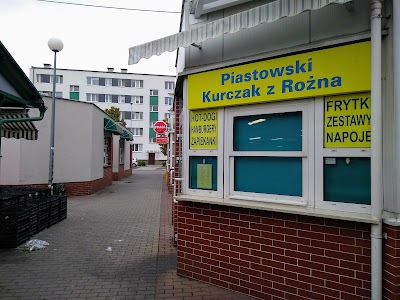 Piastowski
Kurczak z Rożna
HOT-DOG
HAMBURGERY
ZAPIEKANKI
FRYTKI
ZESTAWY
NAPOJE